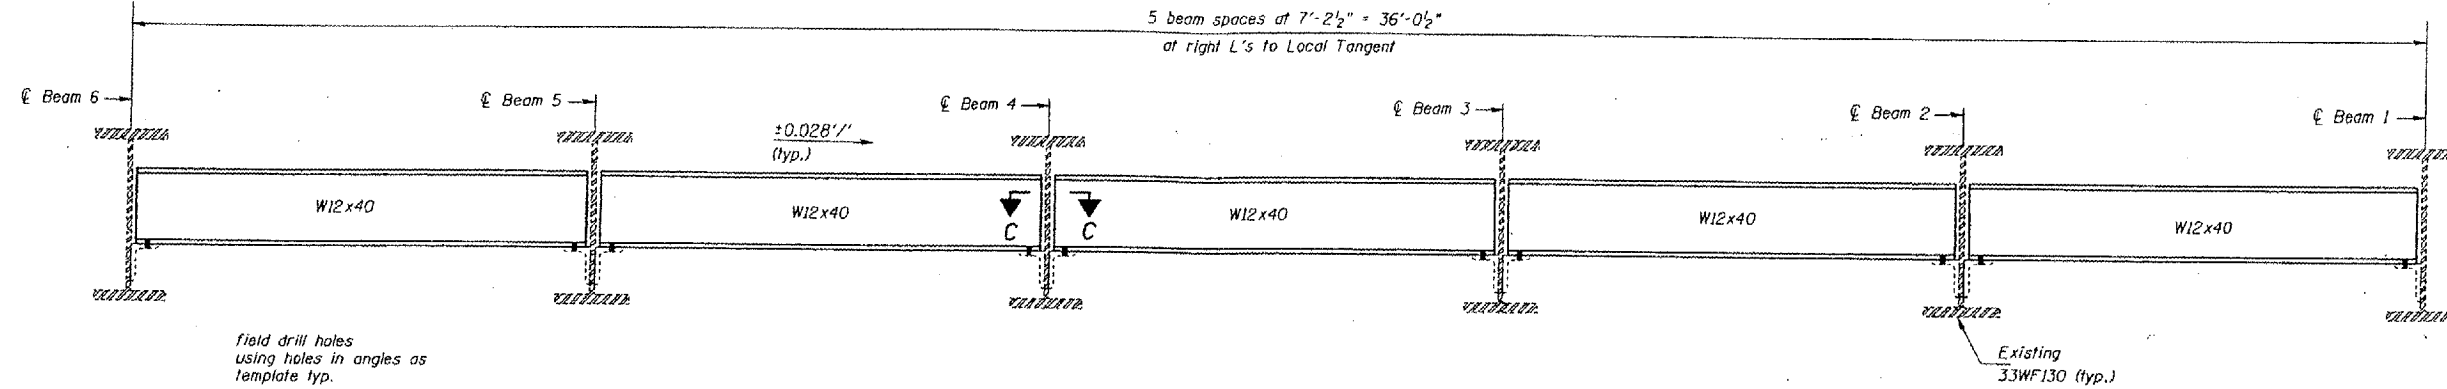 5 beam spaces at 7'-2½" = 36'-0½"
at right L's to Local Tangent
℄ Beam 6
℄ Beam 5
℄ Beam 4
℄ Beam 3
℄ Beam 2
℄ Beam 1
±0.028'/'
(typ.)
W12x40
W12x40
W12x40
W12x40
W12x40
C
C
field drill holes
using holes in angles as
template typ.
Existing
33WF130 (typ.)